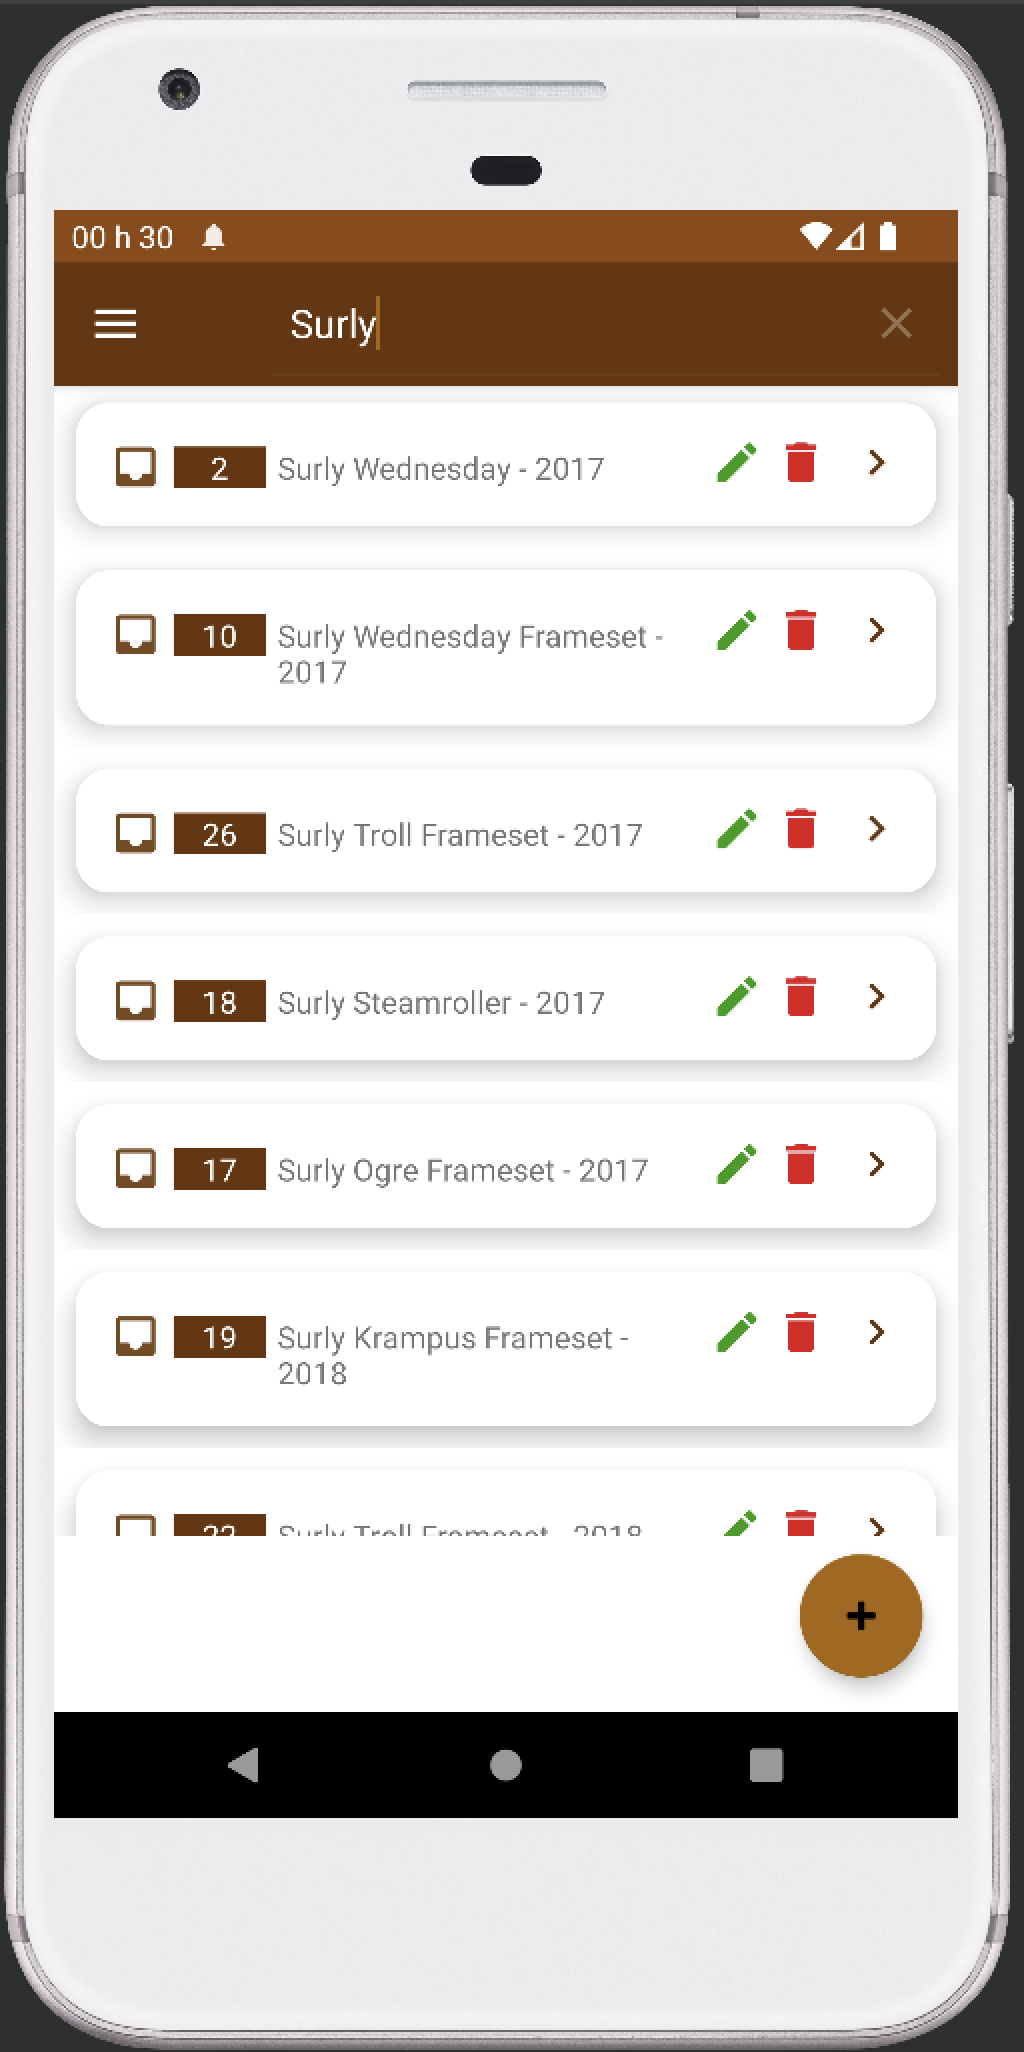 00 h 30
Surly
2 Surly Wednesday - 2017
10 Surly Wednesday Frameset -
2017
26 Surly Troll Frameset - 2017
18 Surly Steamroller - 2017
17 Surly Ogre Frameset - 2017
19 Surly Krampus Frameset -
2018
Surly Troll Frameset - 2018